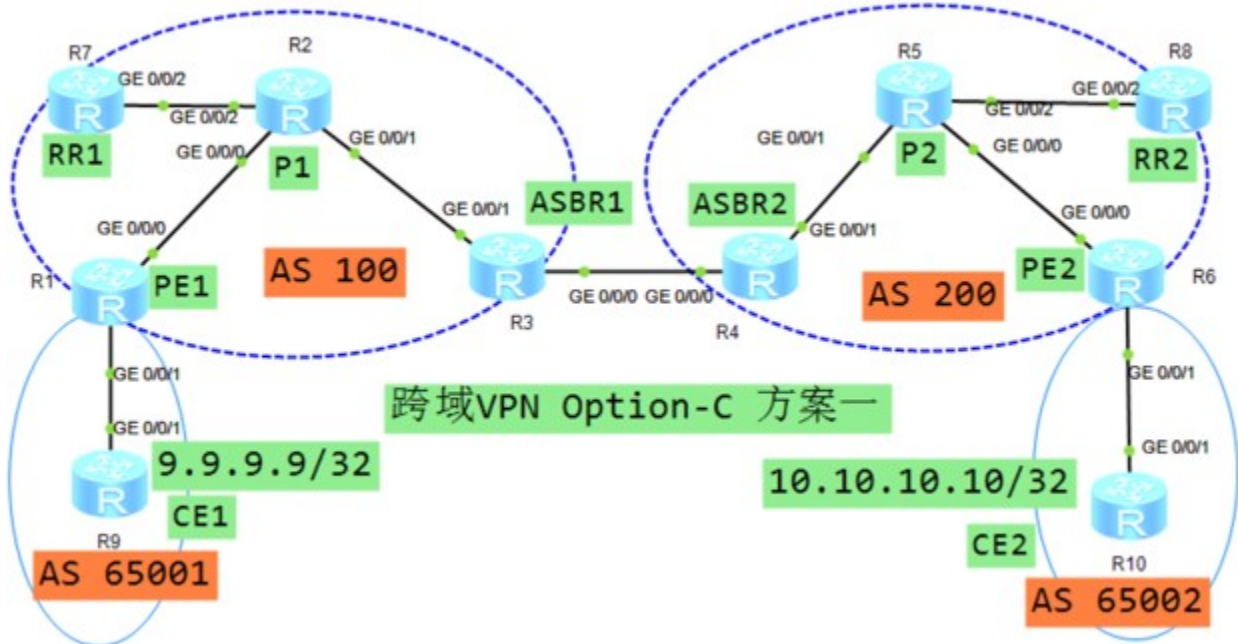 R7
R2
GE 0/0/2
GE 0/0/2
RR1
P1
GE 0/0/0
GE 0/0/1
GE 0/0/0
GE 0/0/1
ASBR1
R1
PE1
AS 100
R3
GE 0/0/0
GE 0/0/0
R5
R8
GE 0/0/2
GE 0/0/2
GE 0/0/1
P2
GE 0/0/0
RR2
ASBR2
GE 0/0/1
GE 0/0/0
PE2
R6
AS 200
R4
跨域VPN Option-C 方案一
GE 0/0/1
GE 0/0/1
9.9.9.9/32
CE1
R9
AS 65001
GE 0/0/1
GE 0/0/1
10.10.10.10/32
CE2
R10
AS 65002
R
R
R
R
R
R
R
R
R
R